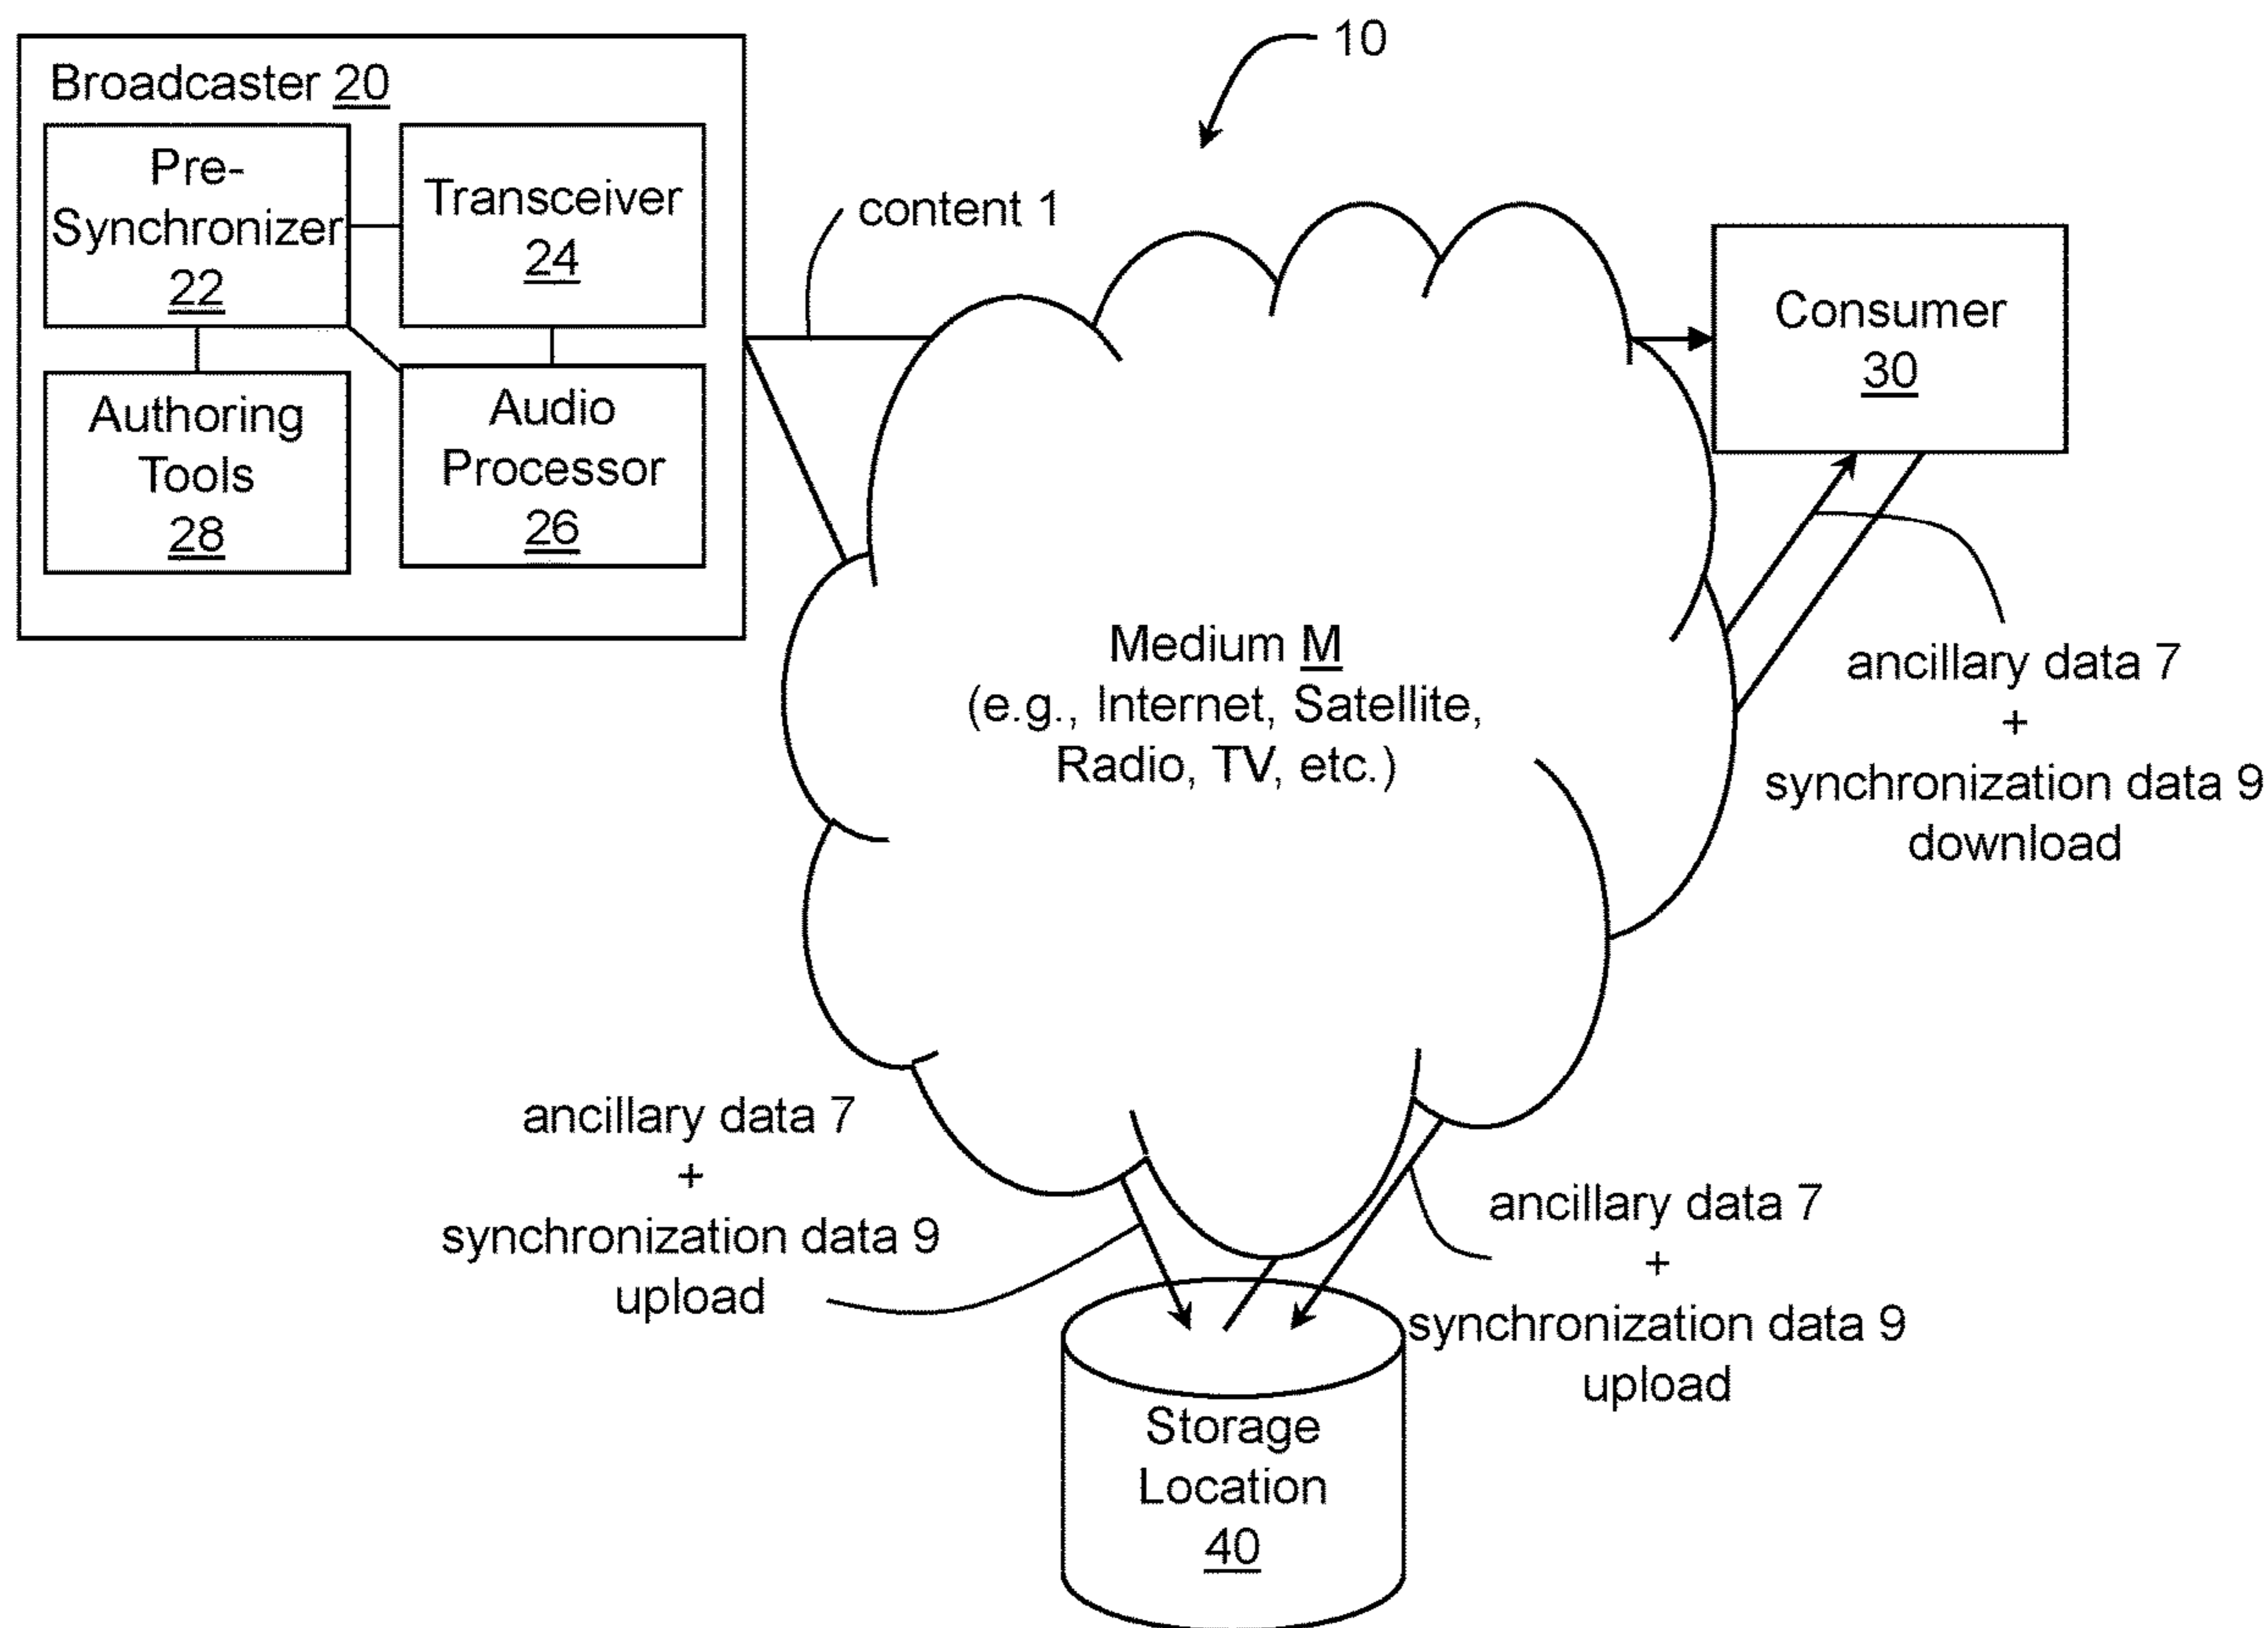 10
Broadcaster 20
Pre-
Synchronizer
22
Transceiver
24
Authoring
Tools
28
Audio
Processor
26
content 1
Consumer
30
Medium M
(e.g., Internet, Satellite,
Radio, TV, etc.)
ancillary data 7
+
synchronization data 9
download
ancillary data 7
+
synchronization data 9
upload
ancillary data 7
+
synchronization data 9
upload
Storage
Location
40